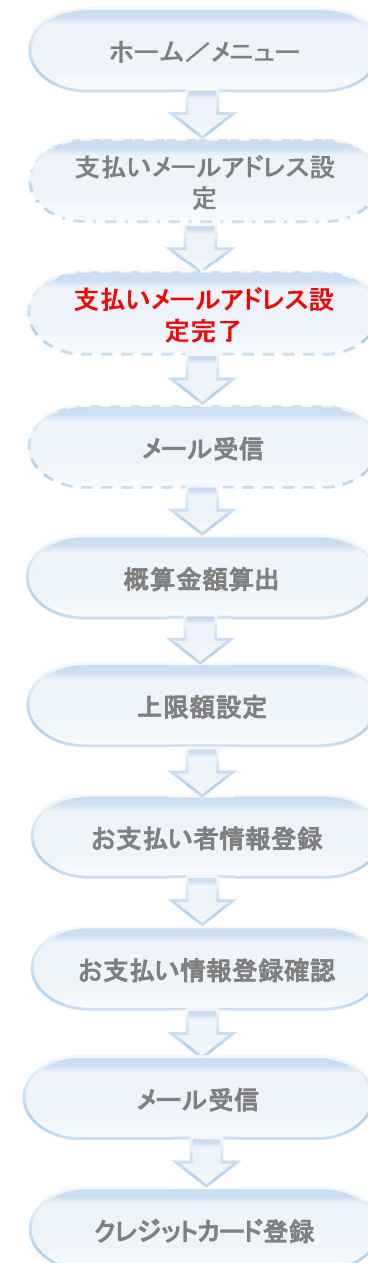 ホーム／メニュー
支払いメールアドレス設
定
支払いメールアドレス設
定完了
メール受信
概算金額算出
上限額設定
お支払い者情報登録
お支払い情報登録確認
メール受信
クレジットカード登録